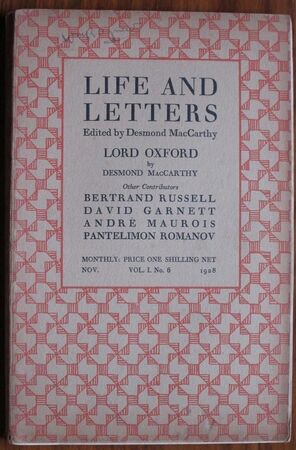 LIFE AND
LETTERS
Edited by Desmond MacCarthy
LORD OXFORD
by
DESMOND MACCARTHY
Other Contributors
BERTRAND RUSSELL
DAVID GARNETT
ANDRÉ MAUROIS
PANTELIMON ROMANOV
MONTHLY: PRICE ONE SHILLING NET
NOV. VOL. I. No. 6 1928